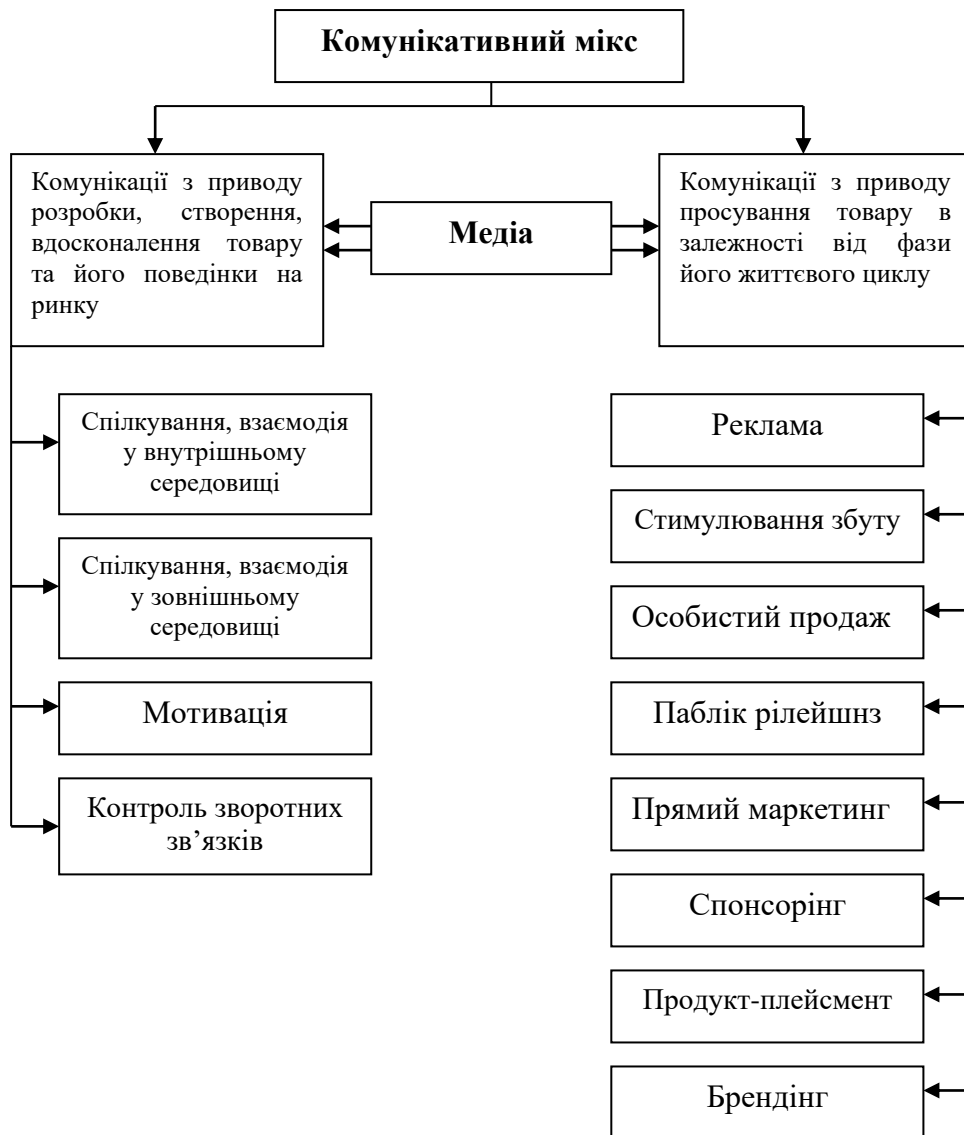 Комунікативний мікс
Комунікації з приводу
розробки, створення,
вдосконалення товару
та його поведінки на
ринку
Медіа
Комунікації з приводу
просування товару в
залежності від фази
його життєвого циклу
Спілкування, взаємодія
у внутрішньому
середовищі
Спілкування, взаємодія
у зовнішньому
середовищі
Мотивація
Контроль зворотних
зв’язків
Реклама
Стимулювання збуту
Особистий продаж
Паблік рілейшнз
Прямий маркетинг
Спонсорінг
Продукт-плейсмент
Брендінг